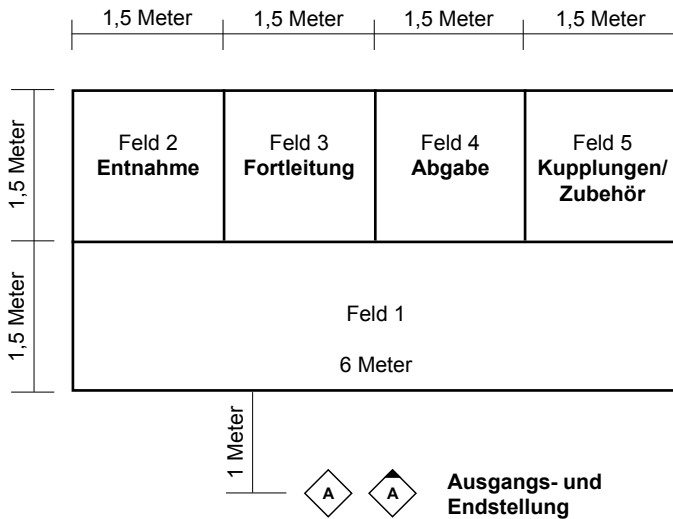 1,5 Meter 1,5 Meter 1,5 Meter 1,5 Meter
1,5 Meter
Feld 2
Entnahme
Feld 3
Fortleitung
Feld 4
Abgabe
Feld 5
Kupplungen/
Zubehör
1,5 Meter
Feld 1
6 Meter
1 Meter
A
A
Ausgangs- und
Endstellung